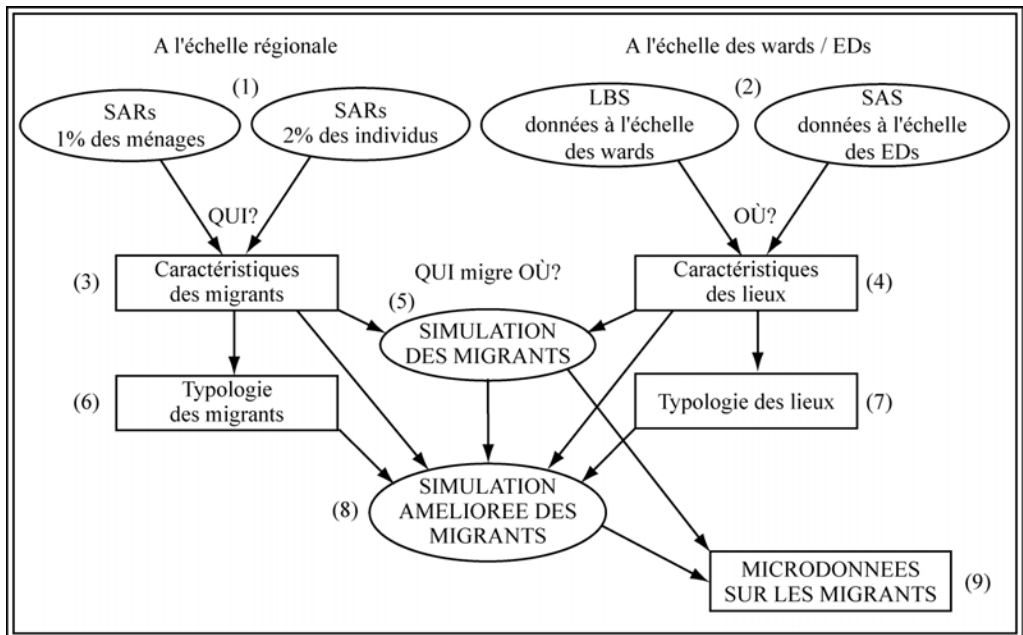 A l'échelle régionale
A l'échelle des wards / EDs
(1)
(2)
SARs
1% des ménages
SARs
2% des individus
LBS
données à l'échelle
des wards
SAS
données à l'échelle
des EDs
QUI?
OÙ?
(3)
Caractéristiques
des migrants
QUI migre OÙ?
Caractéristiques
des lieux
(4)
(5)
SIMULATION
DES MIGRANTS
(6)
Typologie
des migrants
Typologie des lieux
(7)
(8)
SIMULATION
AMELIOREE DES
MIGRANTS
MICRODONNEES
SUR LES MIGRANTS
(9)